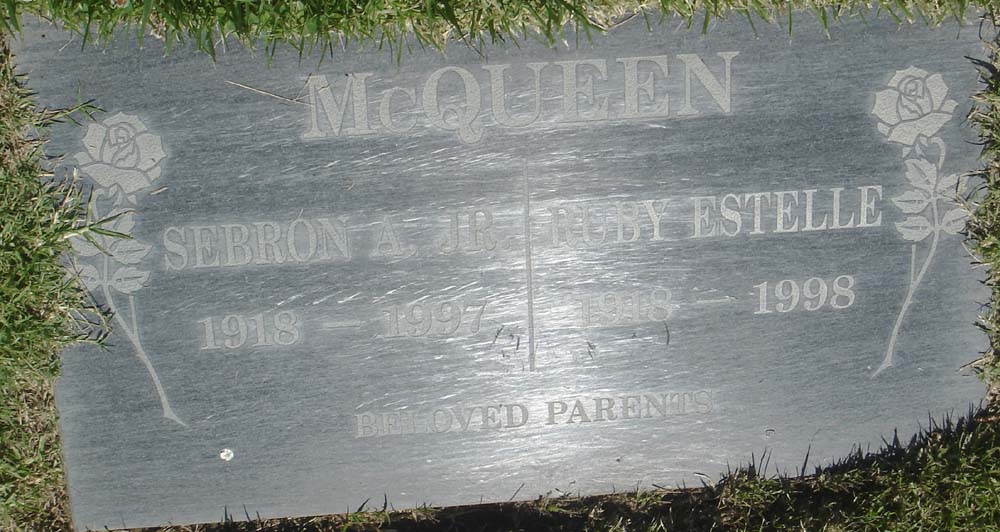 McQUEEN
SEBRON A. JR RUBY ESTELLE
1918 — 1997 1918 — 1998
BELOVED PARENTS